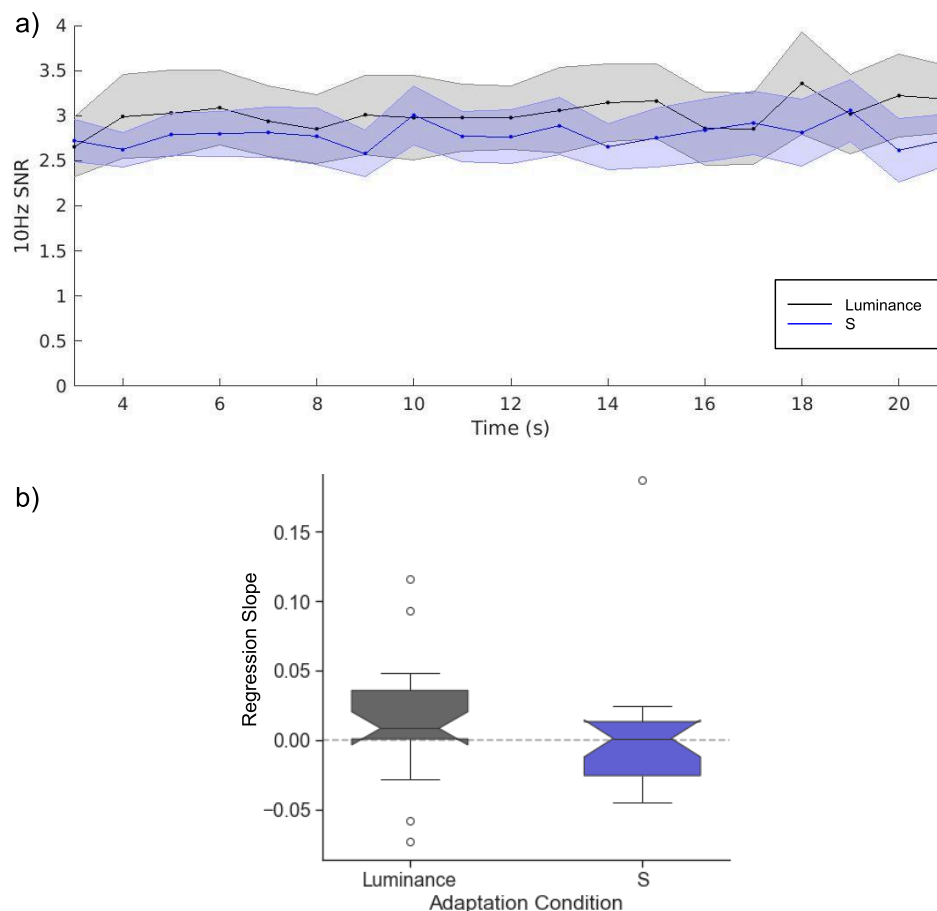 a)
4
3.5
3
2.5
2
1.5
1
0.5
0
10Hz SNR
Luminance
S
4 6 8 10 12 14 16 18 20
Time (s)
b)
0.15
0.10
0.05
0.00
−0.05
Regression Slope
Luminance S
Adaptation Condition